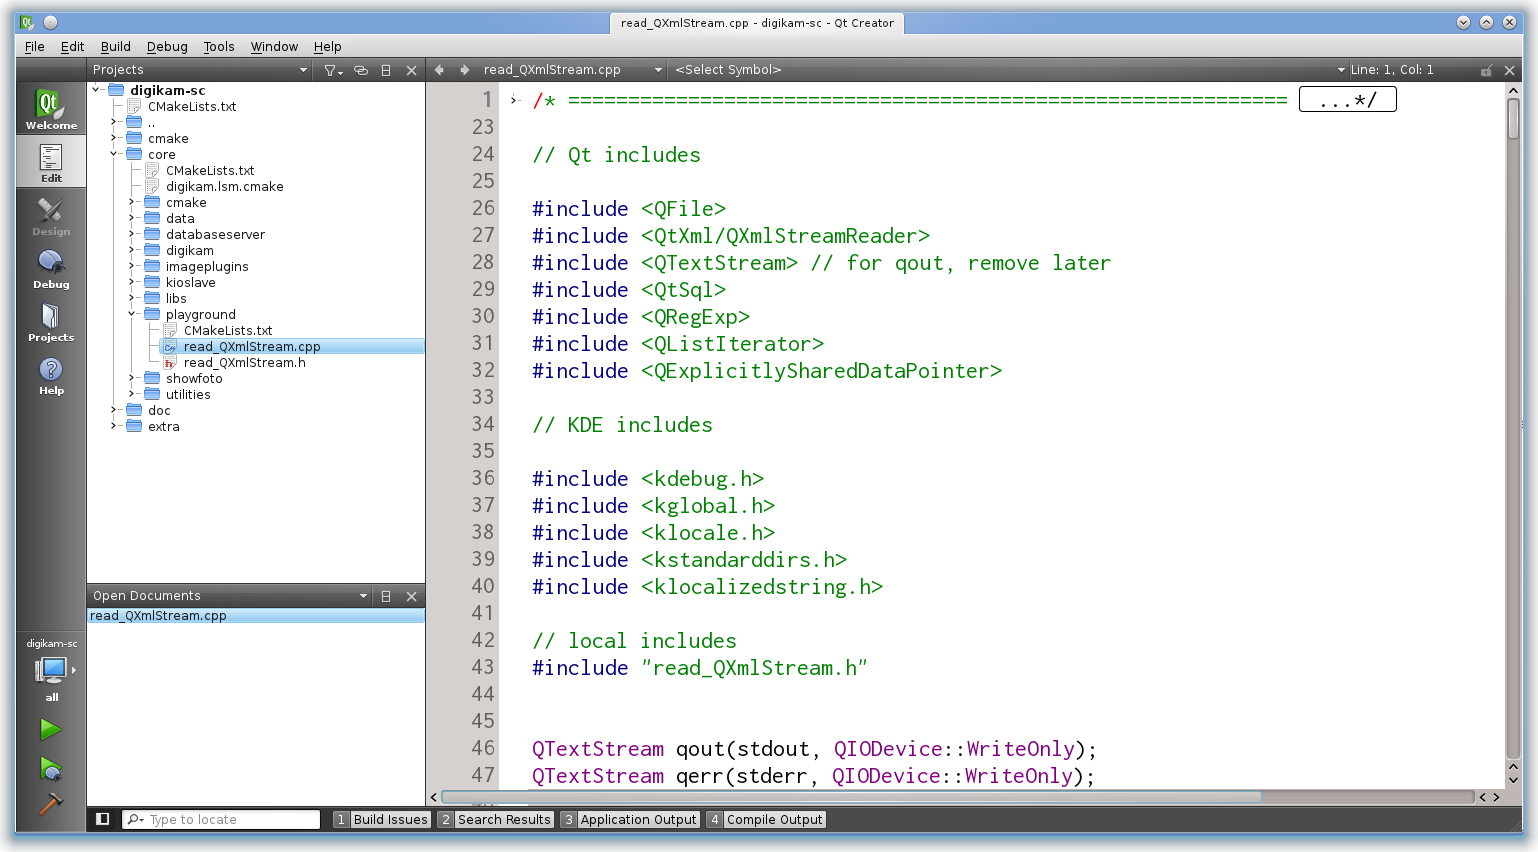 read_QXmlStream.cpp - digikam-sc - Qt Creator
File Edit Build Debug Tools Window Help
Projects
read_QXmlStream.cpp
<Select Symbol>
Line: 1, Col: 1
Welcome
Edit
Design
Debug
Projects
Help
digikam-sc
all
digikam-sc
CMakeLists.txt
..
cmake
core
CMakeLists.txt
digikam.lsm.cmake
cmake
data
databaseserver
digikam
imageplugins
kioslave
libs
playground
CMakeLists.txt
read_QXmlStream.cpp
read_QXmlStream.h
showfoto
utilities
doc
extra
Open Documents
read_QXmlStream.cpp
1 /* ============================================================ ...*/
23
24 // Qt includes
25
26 #include <QFile>
27 #include <QtXml/QXmlStreamReader>
28 #include <QTextStream> // for qout, remove later
29 #include <QtSql>
30 #include <QRegExp>
31 #include <QListIterator>
32 #include <QExplicitlySharedDataPointer>
33
34 // KDE includes
35
36 #include <kdebug.h>
37 #include <kglobal.h>
38 #include <klocale.h>
39 #include <kstandarddirs.h>
40 #include <klocalizedstring.h>
41
42 // local includes
43 #include "read_QXmlStream.h"
44
45
46 QTextStream qout(stdout, QIODevice::WriteOnly);
47 QTextStream qerr(stderr, QIODevice::WriteOnly);
Type to locate
1 Build Issues 2 Search Results 3 Application Output 4 Compile Output